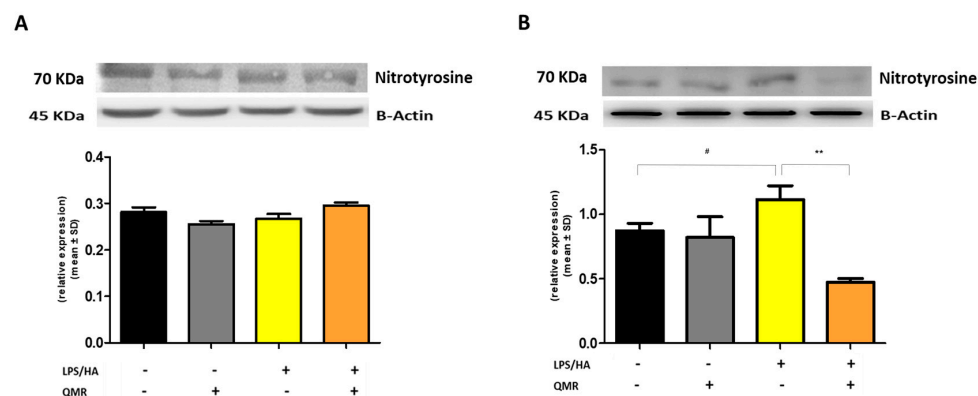 A
70 KDa Nitrotyrosine
45 KDa B-Actin
(relative expression)
(mean ± SD)
0.4
0.3
0.2
0.1
0.0
LPS/HA - - + +
QMR - + - +
B
70 KDa Nitrotyrosine
45 KDa B-Actin
(relative expression)
(mean ± SD)
1.5
1.0
0.5
0.0
# **
LPS/HA - - + +
QMR - + - +